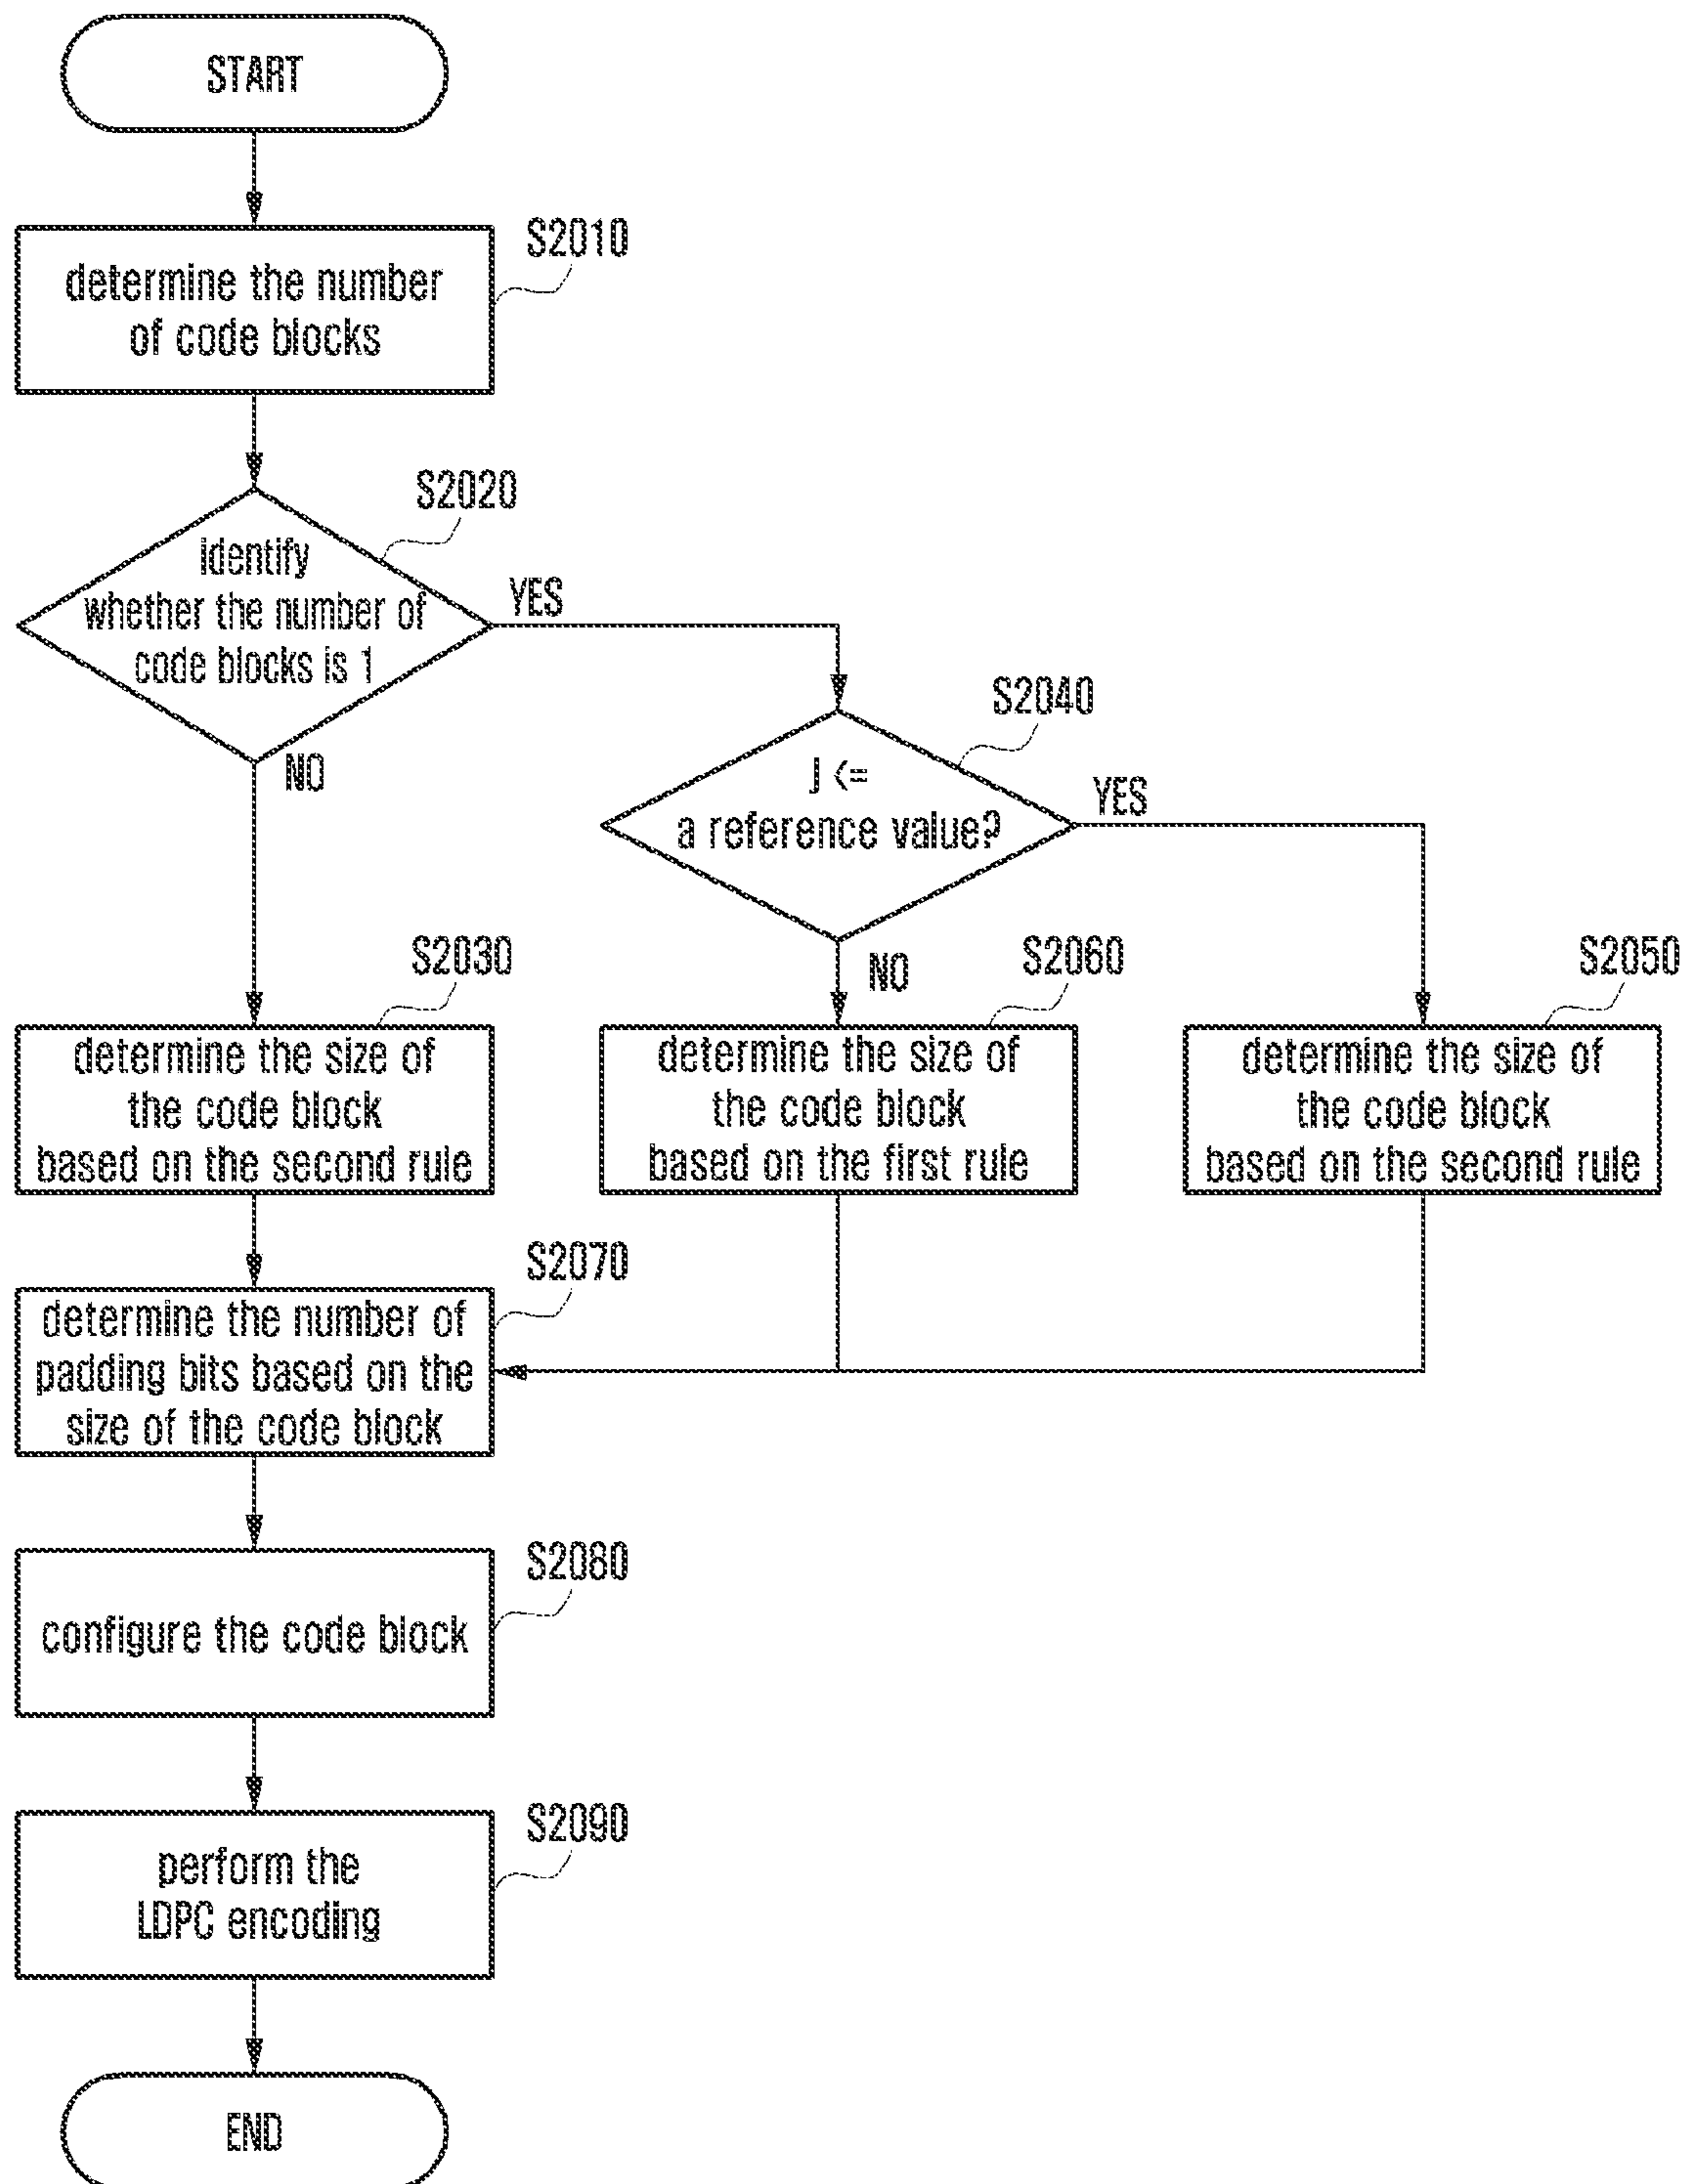 START
S2010
determine the number
of code blocks
S2020
identify
whether the number of
code blocks is 1
YES
NO
S2040
J <=
a reference value?
YES
NO
S2030
determine the size of
the code block
based on the second rule
S2060
determine the size of
the code block
based on the first rule
S2050
determine the size of
the code block
based on the second rule
S2070
determine the number of
padding bits based on the
size of the code block
S2080
configure the code block
S2090
perform the
LDPC encoding
END